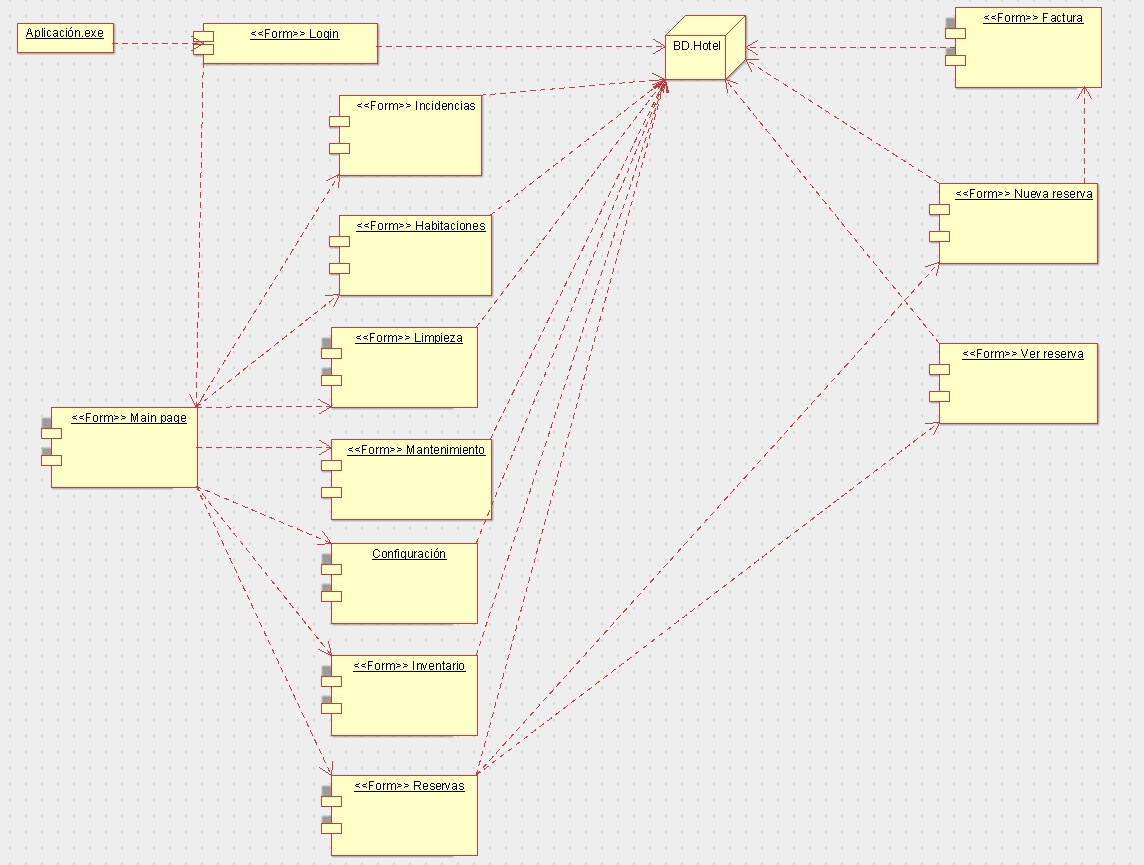 Aplicación.exe
<<Form>> Login
BD.Hotel
<<Form>> Factura
<<Form>> Incidencias
<<Form>> Nueva reserva
<<Form>> Habitaciones
<<Form>> Limpieza
<<Form>> Ver reserva
<<Form>> Main page
<<Form>> Mantenimiento
Configuración
<<Form>> Inventario
<<Form>> Reservas